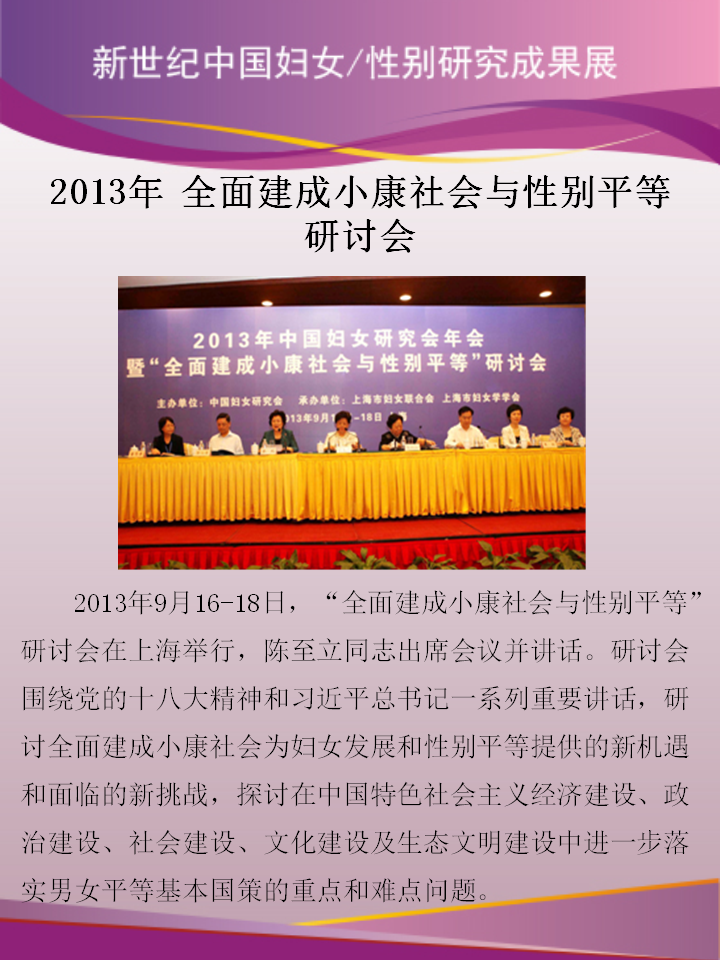 新世纪中国妇女/性别研究成果展
2013年 全面建成小康社会与性别平等
研讨会
2013年中国妇女研究会年会
暨“全面建成小康社会与性别平等”研讨会
主办单位：中国妇女研究会 承办单位：上海市妇女联合会 上海市妇女学学会
2013年9月1 -18日
2013年9月16-18日，“全面建成小康社会与性别平等”
研讨会在上海举行，陈至立同志出席会议并讲话。研讨会
围绕党的十八大精神和习近平总书记一系列重要讲话，研
讨全面建成小康社会为妇女发展和性别平等提供的新机遇
和面临的新挑战，探讨在中国特色社会主义经济建设、政
治建设、社会建设、文化建设及生态文明建设中进一步落
实男女平等基本国策的重点和难点问题。